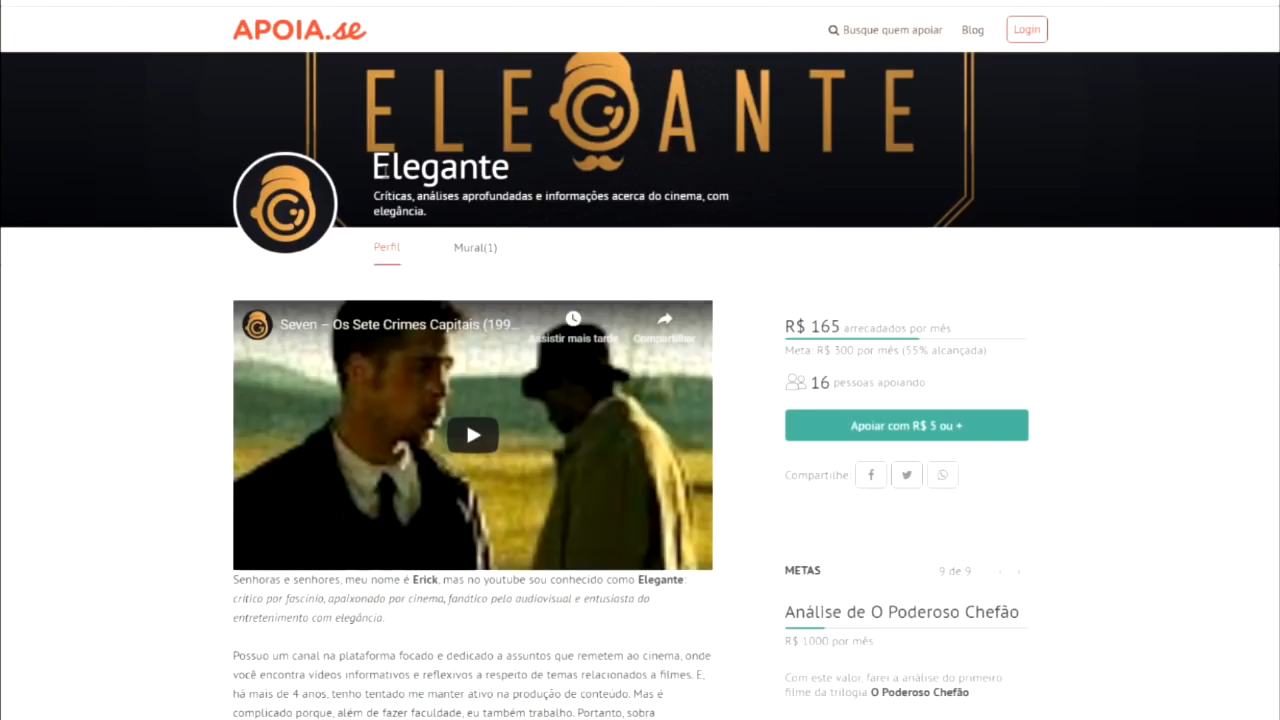 APOIA.se
Busque quem apoiar
Blog
Login
ELEGANTE
Elegante
Críticas, análises aprofundadas e informações acerca do cinema, com
elegância.
Perfil
Mural(1)
Seven – Os Sete Crimes Capitais (199...
Assistir mais tarde
Compartilhar
R$ 165 arrecadados por mês
Meta: R$ 300 por mês (55% alcançada)
16 pessoas apoiando
Apoiar com R$ 5 ou +
Compartilhe:
METAS
9 de 9
Análise de O Poderoso Chefão
R$ 1000 por mês
Com este valor, farei a análise do primeiro
filme da trilogia O Poderoso Chefão
Senhoras e senhores, meu nome é Erick, mas no youtube sou conhecido como Elegante:
crítico por fascínio, apaixonado por cinema, fanático pelo audiovisual e entusiasta do
entretenimento com elegância.
Possuo um canal na plataforma focado e dedicado a assuntos que remetem ao cinema, onde
você encontra vídeos informativos e reflexivos a respeito de temas relacionados a filmes. E,
há mais de 4 anos, tenho tentado me manter ativo na produção de conteúdo. Mas é
complicado porque, além de fazer faculdade, eu também trabalho. Portanto, sobra